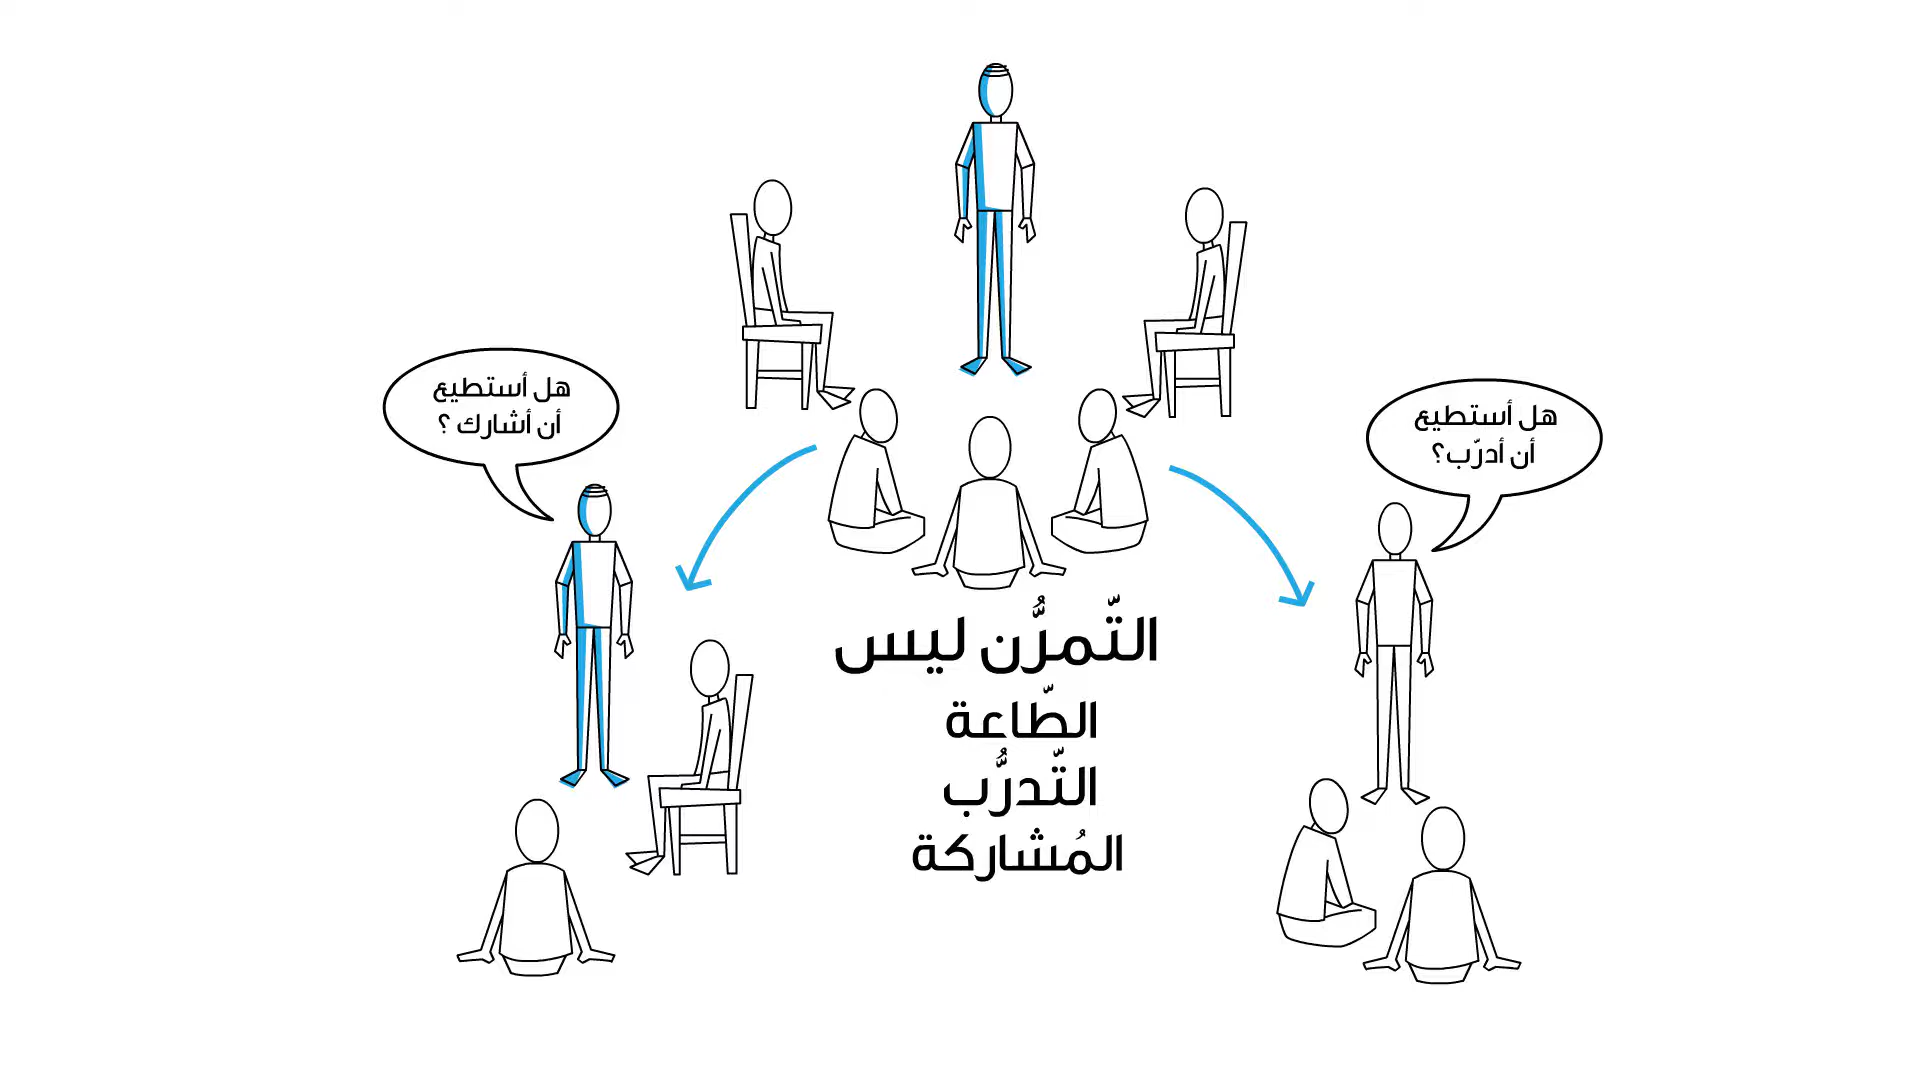 هل أستطيع
أن أشارك ؟
هل أستطيع
أن أدرّب؟
التّمرُّن ليس
الطّاعة
التّدرُّب
المُشاركة